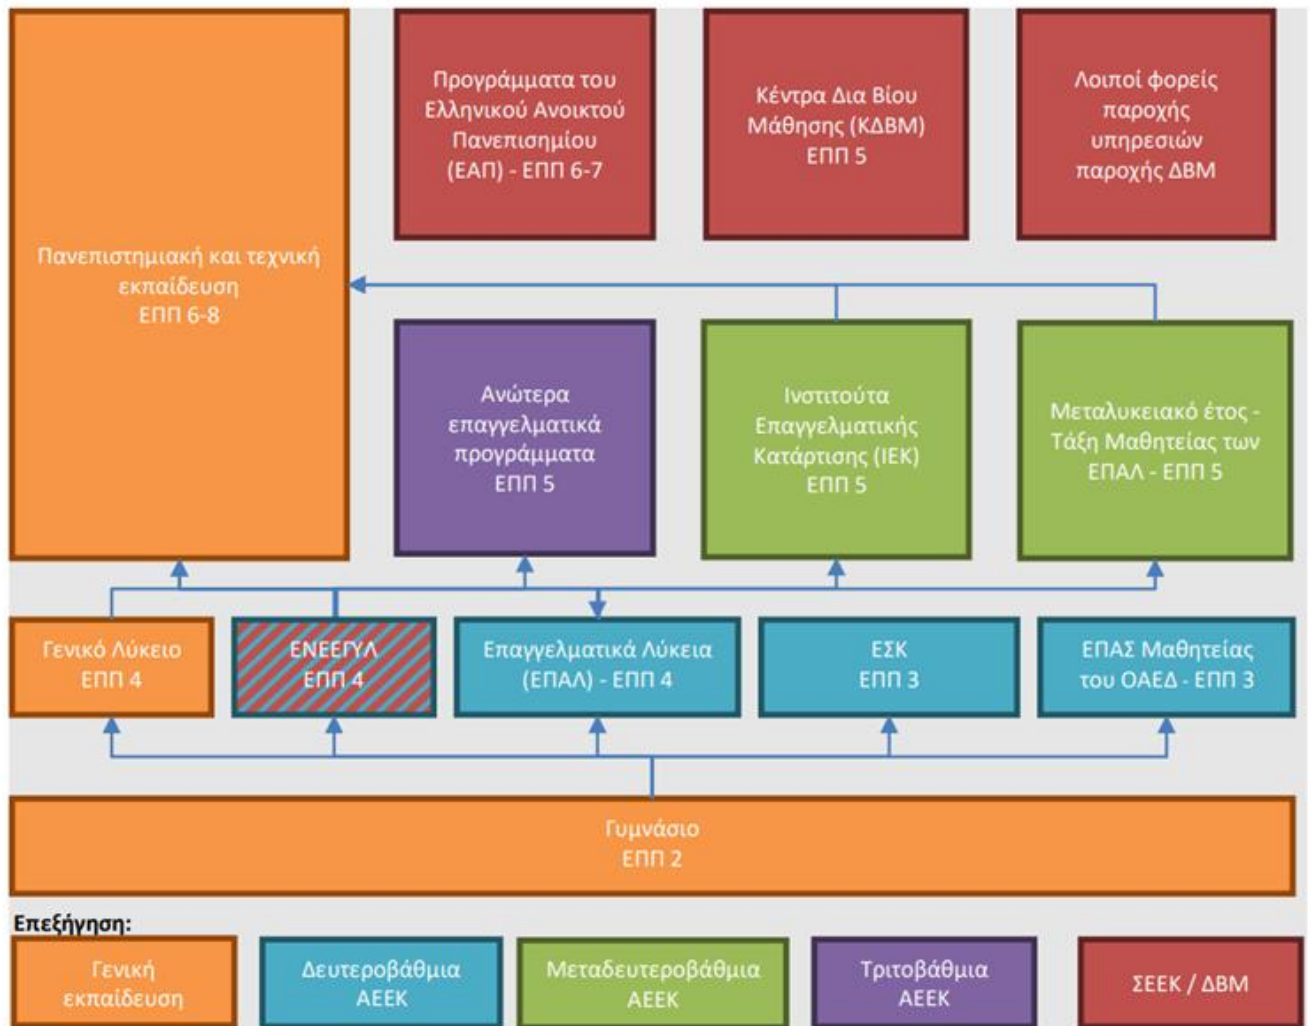 Πανεπιστημιακή και τεχνική
εκπαίδευση
ΕΠΠ 6-8
Προγράμματα του
Ελληνικού Ανοικτού
Πανεπισημίου
(ΕΑΠ) - ΕΠΠ 6-7
Κέντρα Δια Βίου
Μάθησης (ΚΔΒΜ)
ΕΠΠ 5
Λοιποί φορείς
παροχής
υπηρεσιών
παροχής ΔΒΜ
Ανώτερα
επαγγελματικά
προγράμματα
ΕΠΠ 5
Ινστιτούτα
Επαγγελματικής
Κατάρτισης (ΙΕΚ)
ΕΠΠ 5
Μεταλυκειακό έτος -
Τάξη Μαθητείας των
ΕΠΑΛ - ΕΠΠ 5
Γενικό Λύκειο
ΕΠΠ 4
ΕΝΕΕΓΥΛ
ΕΠΠ 4
Επαγγελματικά Λύκεια
(ΕΠΑΛ) - ΕΠΠ 4
ΕΣΚ
ΕΠΠ 3
ΕΠΑΣ Μαθητείας
του ΟΑΕΔ - ΕΠΠ 3
Γυμνάσιο
ΕΠΠ 2
Επεξήγηση:
Γενική
εκπαίδευση
Δευτεροβάθμια
ΑΕΕΚ
Μεταδευτεροβάθμια
ΑΕΕΚ
Τριτοβάθμια
ΑΕΕΚ
ΣΕΕΚ / ΔΒΜ